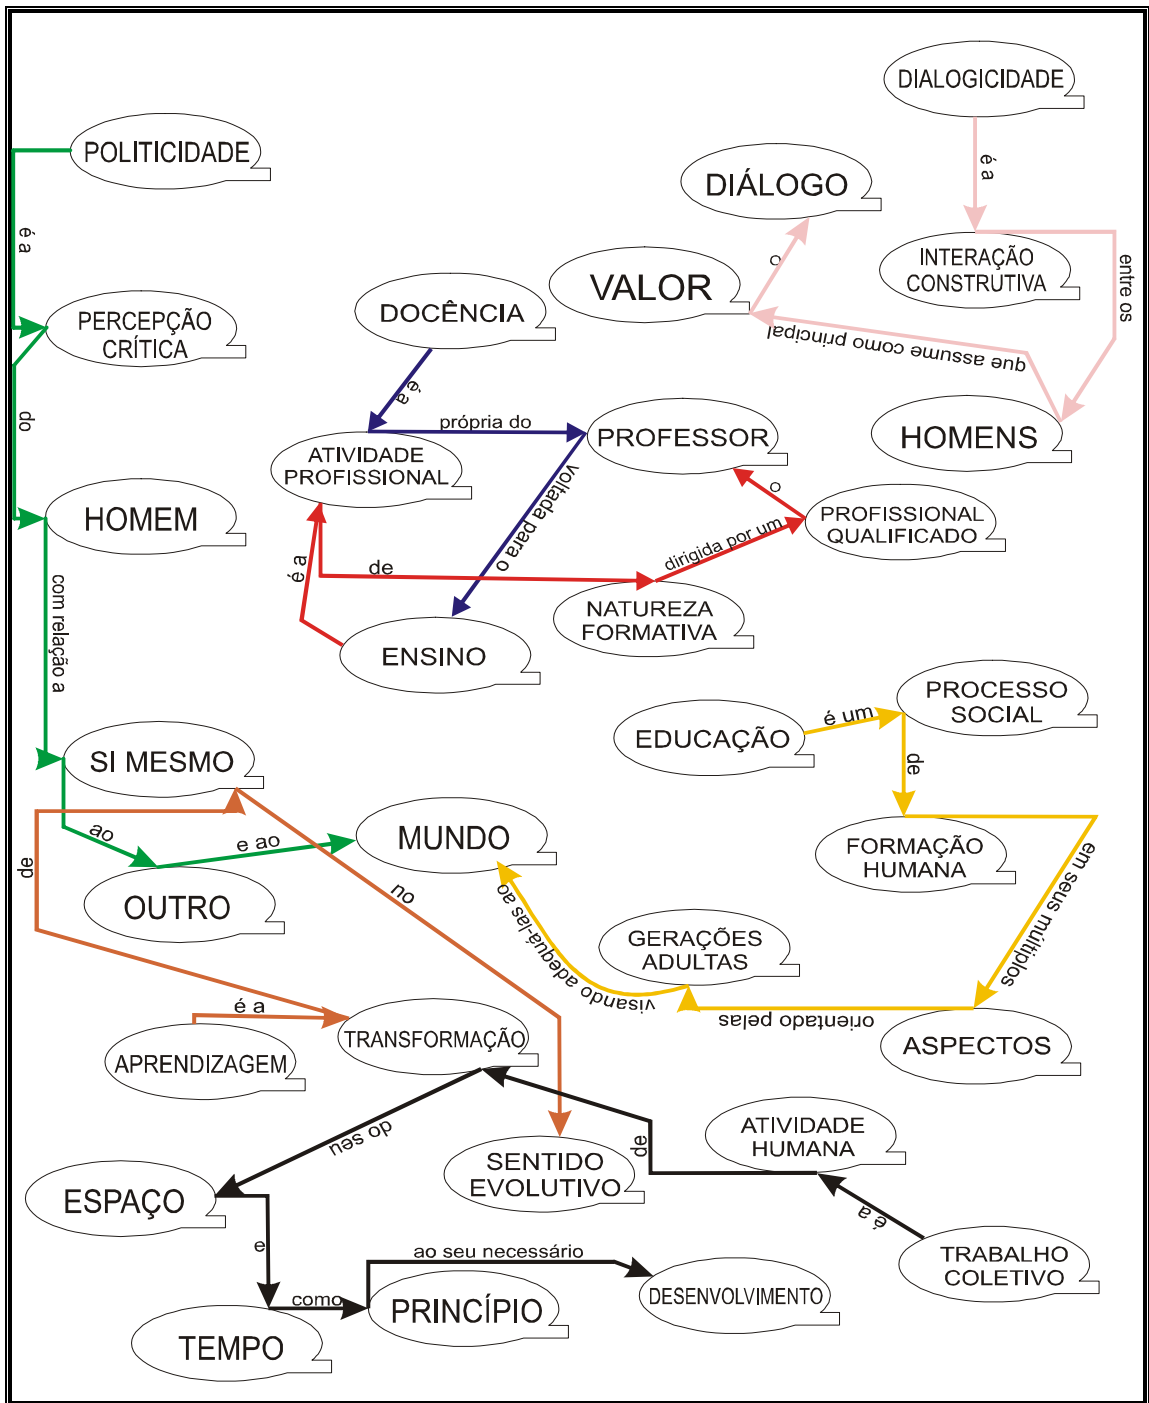 DIALOGICIDADE
é a
INTERAÇÃO
CONSTRUTIVA
entre os
HOMENS
que assume como principal
VALOR
o
DIÁLOGO
POLITICIDADE
é a
PERCEPÇÃO
CRÍTICA
do
HOMEM
com relação a
SI MESMO
ao
OUTRO
e ao
MUNDO
DOCÊNCIA
é a
ATIVIDADE
PROFISSIONAL
própria do
PROFESSOR
voltada para o
ENSINO
é a
de
NATUREZA
FORMATIVA
dirigida por um
PROFISSIONAL
QUALIFICADO
o
EDUCAÇÃO
é um
PROCESSO
SOCIAL
de
FORMAÇÃO
HUMANA
em seus múltiplos
ASPECTOS
orientado pelas
GERAÇÕES
ADULTAS
visando adequá-las ao
APRENDIZAGEM
é a
TRANSFORMAÇÃO
de
no
SENTIDO
EVOLUTIVO
TRABALHO
COLETIVO
é a
ATIVIDADE
HUMANA
de
do seu
ESPAÇO
e
TEMPO
como
PRINCÍPIO
ao seu necessário
DESENVOLVIMENTO